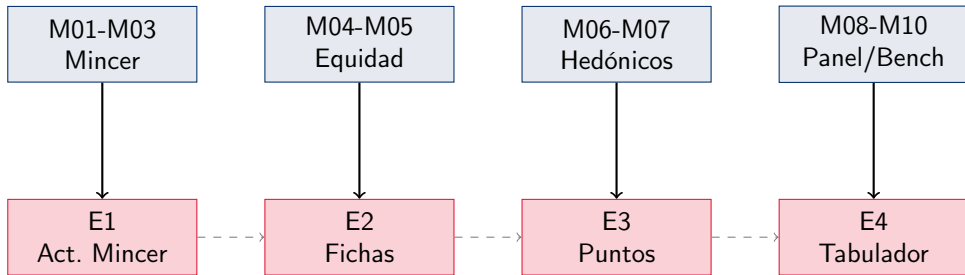 M01-M03
Mincer
M04-M05
Equidad
M06-M07
Hedónicos
M08-M10
Panel/Bench
E1
Act. Mincer
E2
Fichas
E3
Puntos
E4
Tabulador